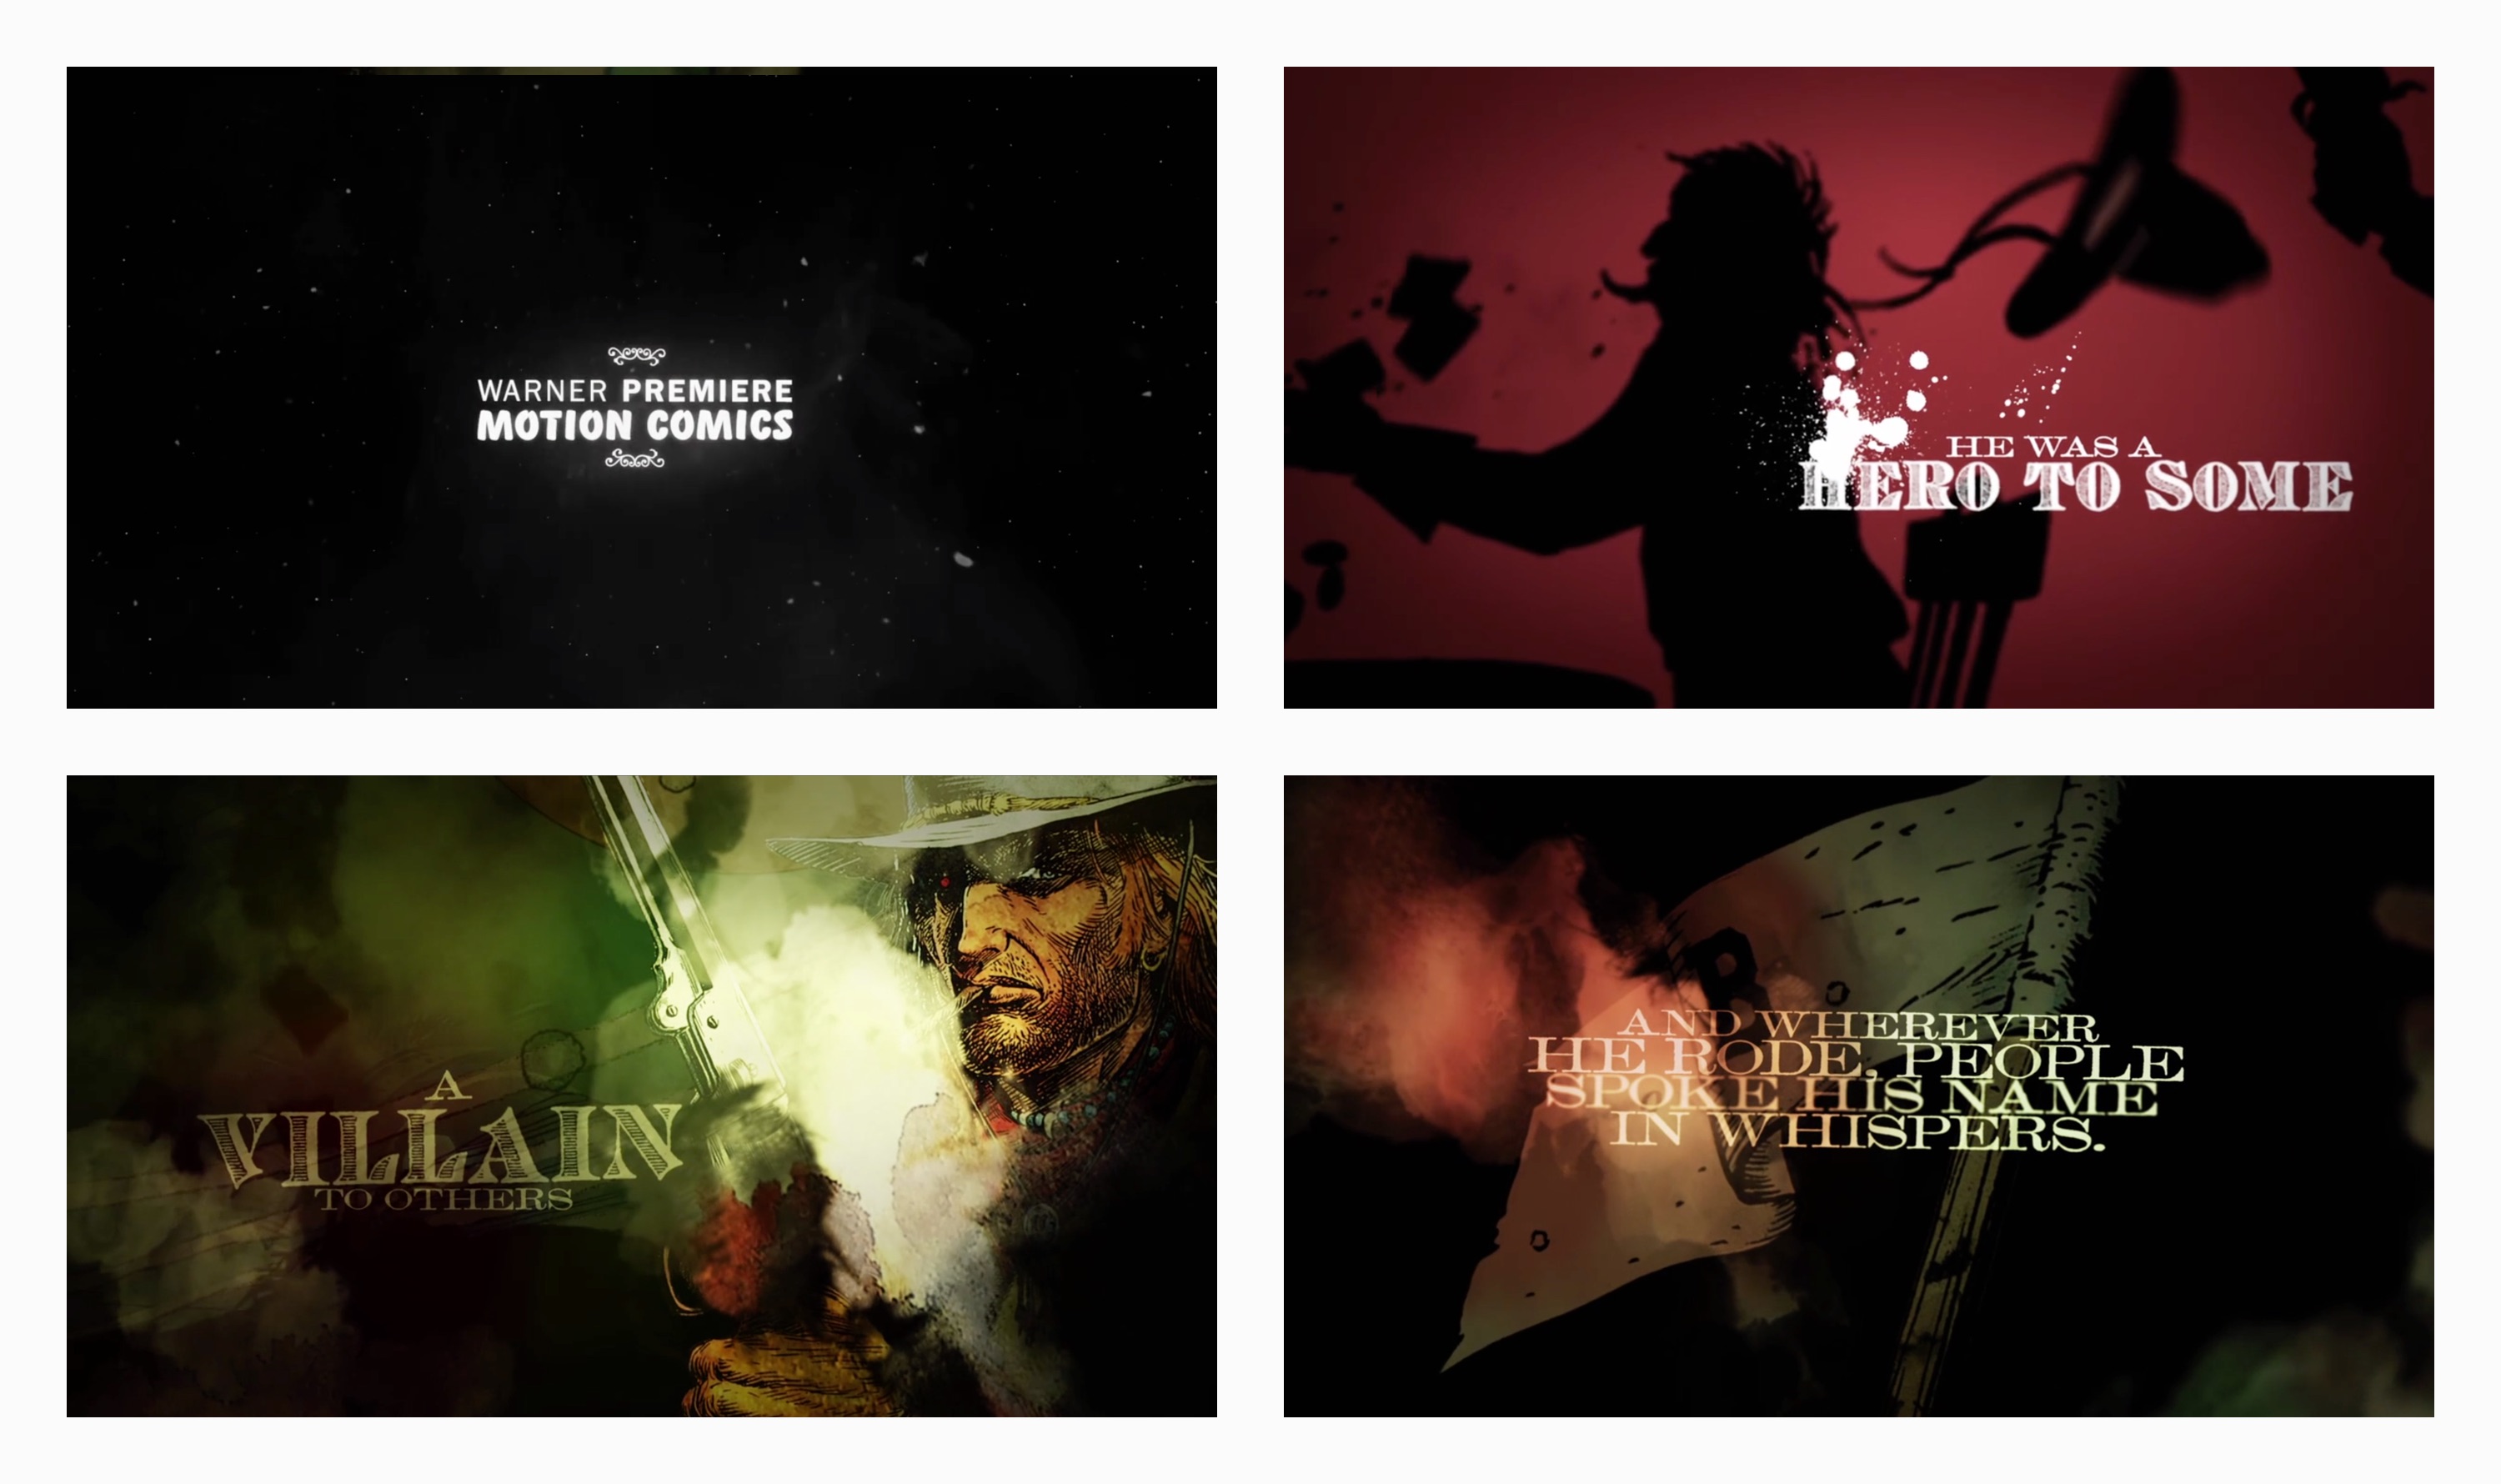 WARNER PREMIERE
MOTION COMICS
HE WAS A
HERO TO SOME
A
VILLAIN
TO OTHERS
AND WHEREVER
HE RODE, PEOPLE
SPOKE HIS NAME
IN WHISPERS.